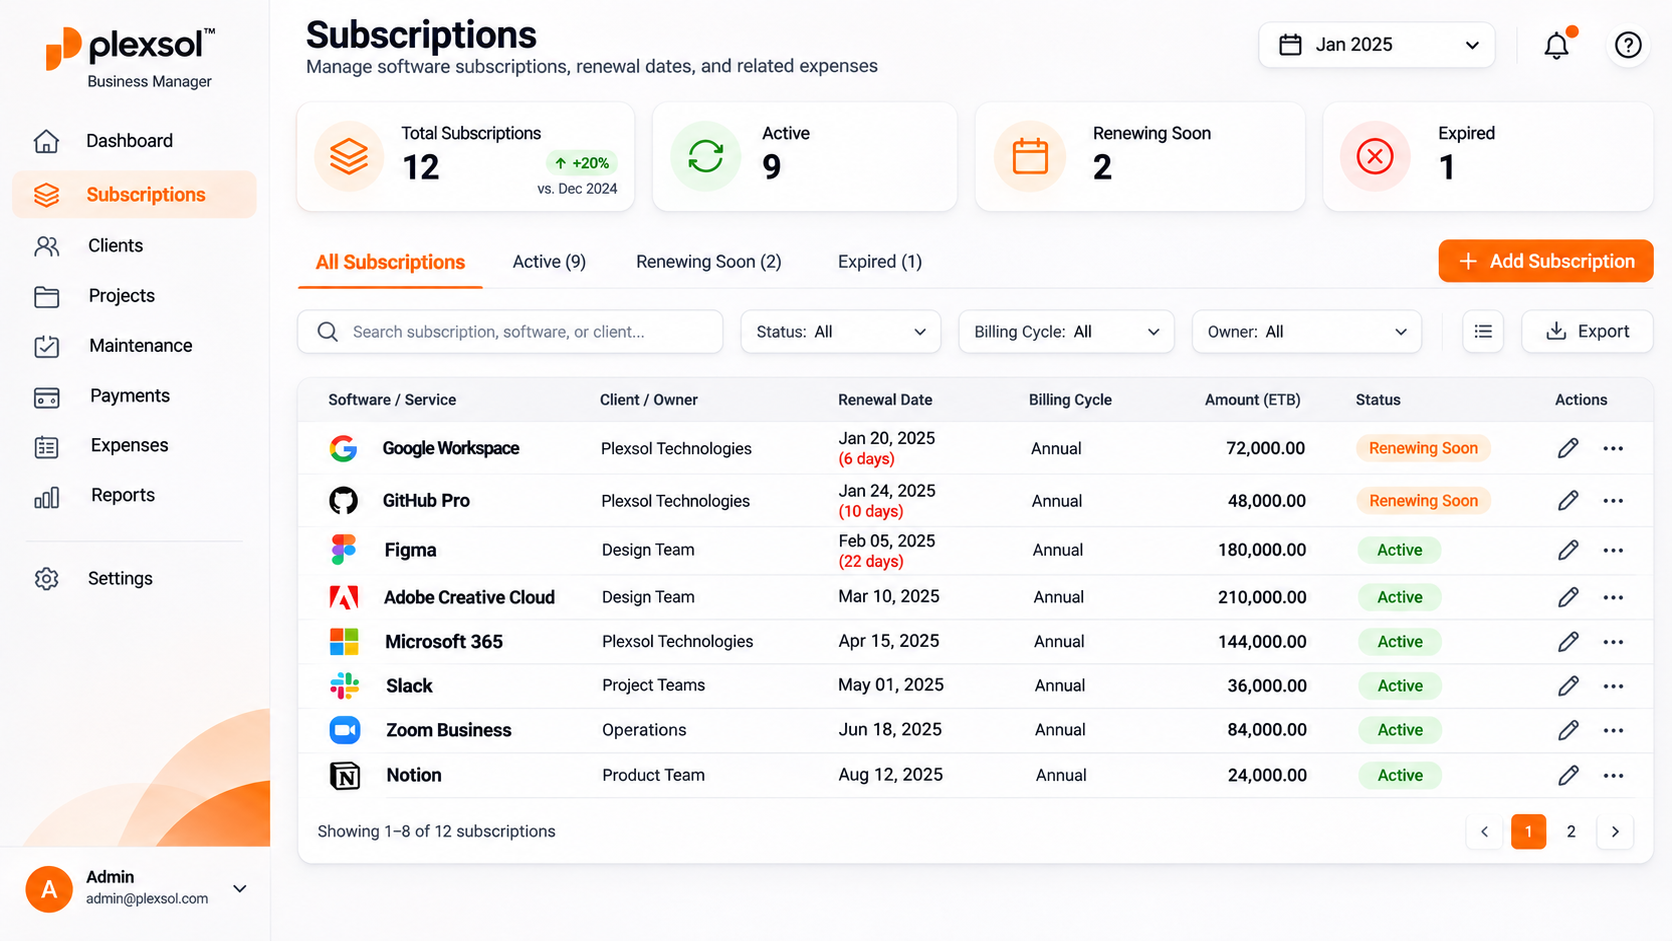 plexsol™
Business Manager
Dashboard
Subscriptions
Clients
Projects
Maintenance
Payments
Expenses
Reports
Settings
A
Admin
admin@plexsol.com
Subscriptions
Manage software subscriptions, renewal dates, and related expenses
Jan 2025
?
Total Subscriptions
12
↑ +20%
vs. Dec 2024
Active
9
Renewing Soon
2
Expired
1
All Subscriptions
Active (9)
Renewing Soon (2)
Expired (1)
+ Add Subscription
Search subscription, software, or client...
Status: All
Billing Cycle: All
Owner: All
Export
Software / Service Client / Owner Renewal Date Billing Cycle Amount (ETB) Status Actions
Google Workspace Plexsol Technologies Jan 20, 2025 Annual 72,000.00 Renewing Soon
(6 days)
GitHub Pro Plexsol Technologies Jan 24, 2025 Annual 48,000.00 Renewing Soon
(10 days)
Figma Design Team Feb 05, 2025 Annual 180,000.00 Active
(22 days)
Adobe Creative Cloud Design Team Mar 10, 2025 Annual 210,000.00 Active
Microsoft 365 Plexsol Technologies Apr 15, 2025 Annual 144,000.00 Active
Slack Project Teams May 01, 2025 Annual 36,000.00 Active
Zoom Business Operations Jun 18, 2025 Annual 84,000.00 Active
Notion Product Team Aug 12, 2025 Annual 24,000.00 Active
Showing 1–8 of 12 subscriptions
‹ 1 2 ›